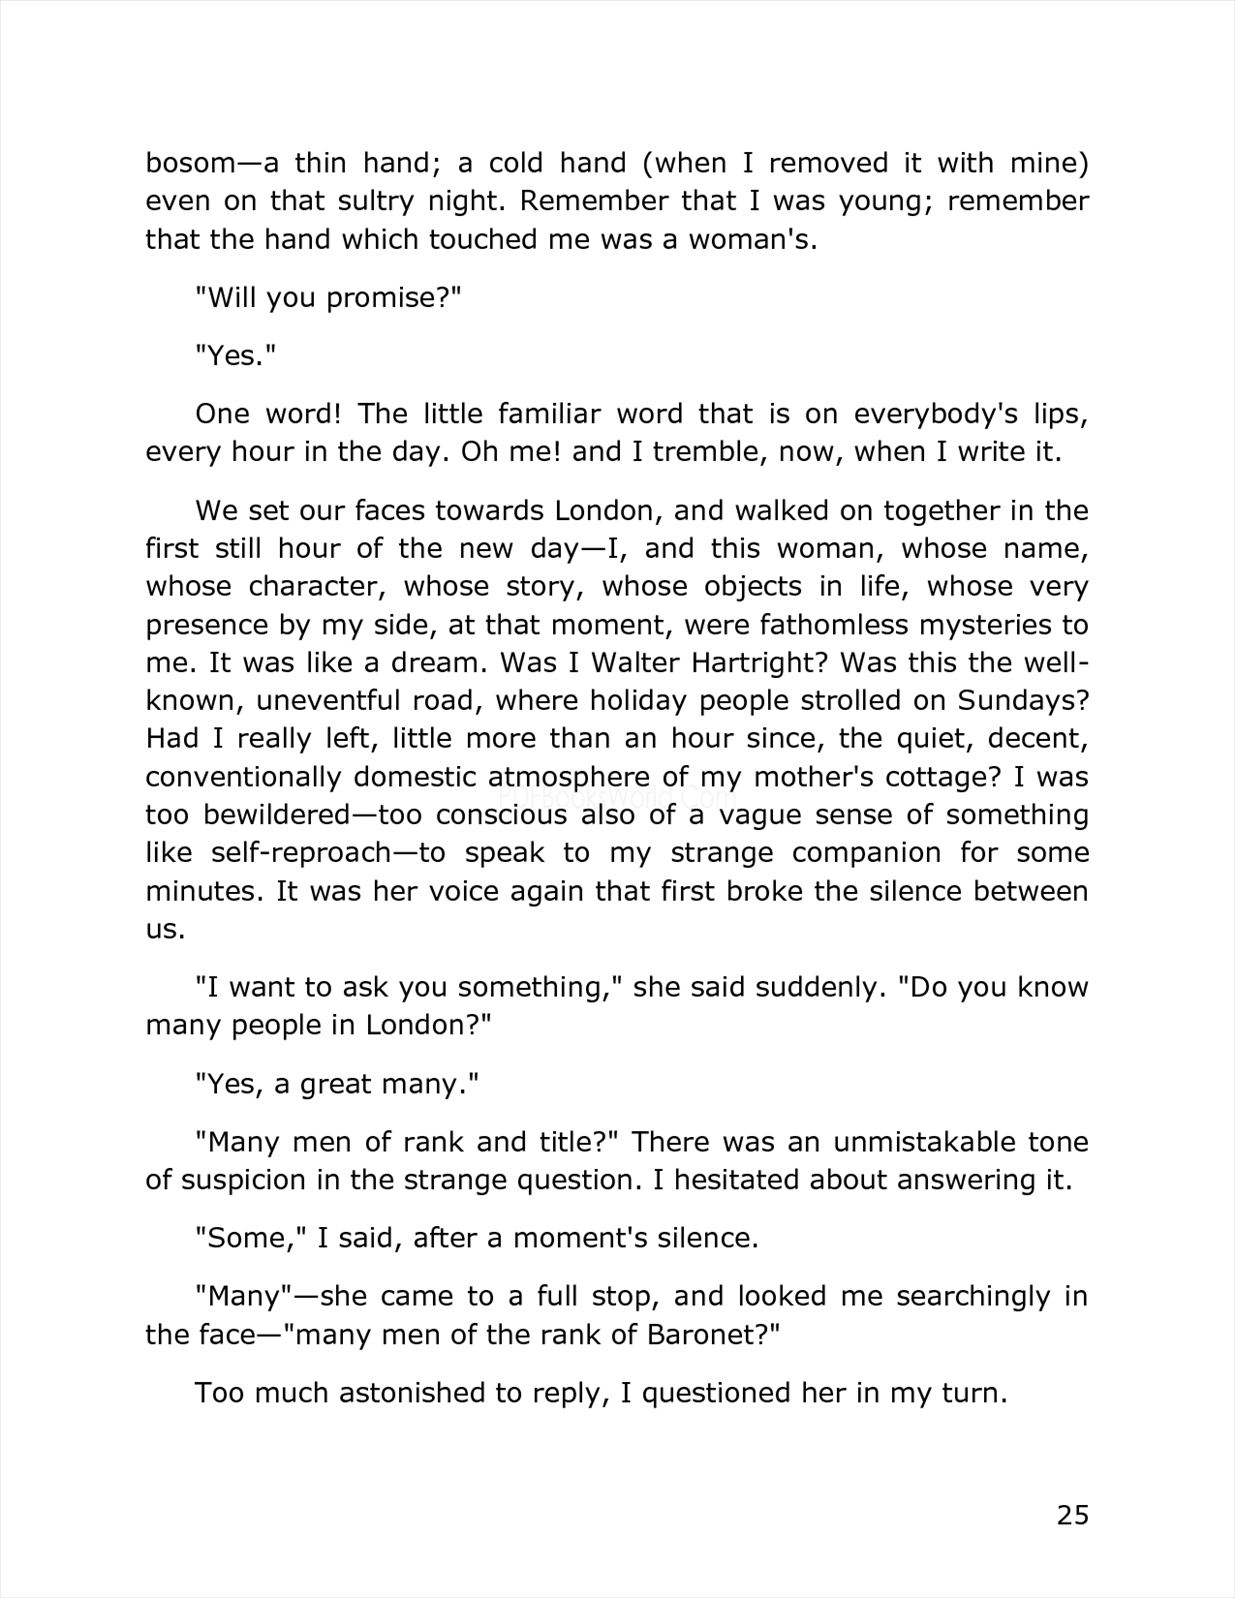 bosom—a thin hand; a cold hand (when I removed it with mine)
even on that sultry night. Remember that I was young; remember
that the hand which touched me was a woman's.
"Will you promise?"
"Yes."
One word! The little familiar word that is on everybody's lips,
every hour in the day. Oh me! and I tremble, now, when I write it.
We set our faces towards London, and walked on together in the
first still hour of the new day—I, and this woman, whose name,
whose character, whose story, whose objects in life, whose very
presence by my side, at that moment, were fathomless mysteries to
me. It was like a dream. Was I Walter Hartright? Was this the well-
known, uneventful road, where holiday people strolled on Sundays?
Had I really left, little more than an hour since, the quiet, decent,
conventionally domestic atmosphere of my mother's cottage? I was
PDFBooksWorld.Com
too bewildered—too conscious also of a vague sense of something
like self-reproach—to speak to my strange companion for some
minutes. It was her voice again that first broke the silence between
us.
"I want to ask you something," she said suddenly. "Do you know
many people in London?"
"Yes, a great many."
"Many men of rank and title?" There was an unmistakable tone
of suspicion in the strange question. I hesitated about answering it.
"Some," I said, after a moment's silence.
"Many"—she came to a full stop, and looked me searchingly in
the face—"many men of the rank of Baronet?"
Too much astonished to reply, I questioned her in my turn.
25